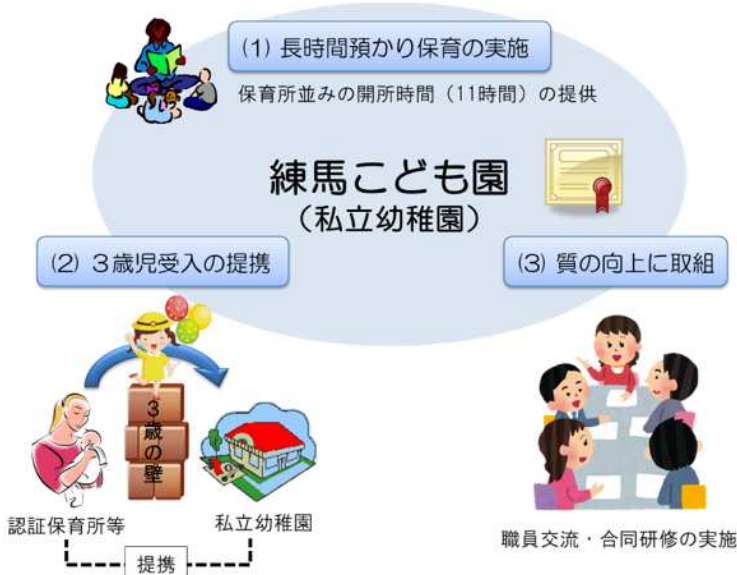 (1) 長時間預かり保育の実施
保育所並みの開所時間（11時間）の提供
練馬こども園
（私立幼稚園）
(2) ３歳児受入の提携
３歳の壁
認証保育所等
私立幼稚園
提携
(3) 質の向上に取組
職員交流・合同研修の実施